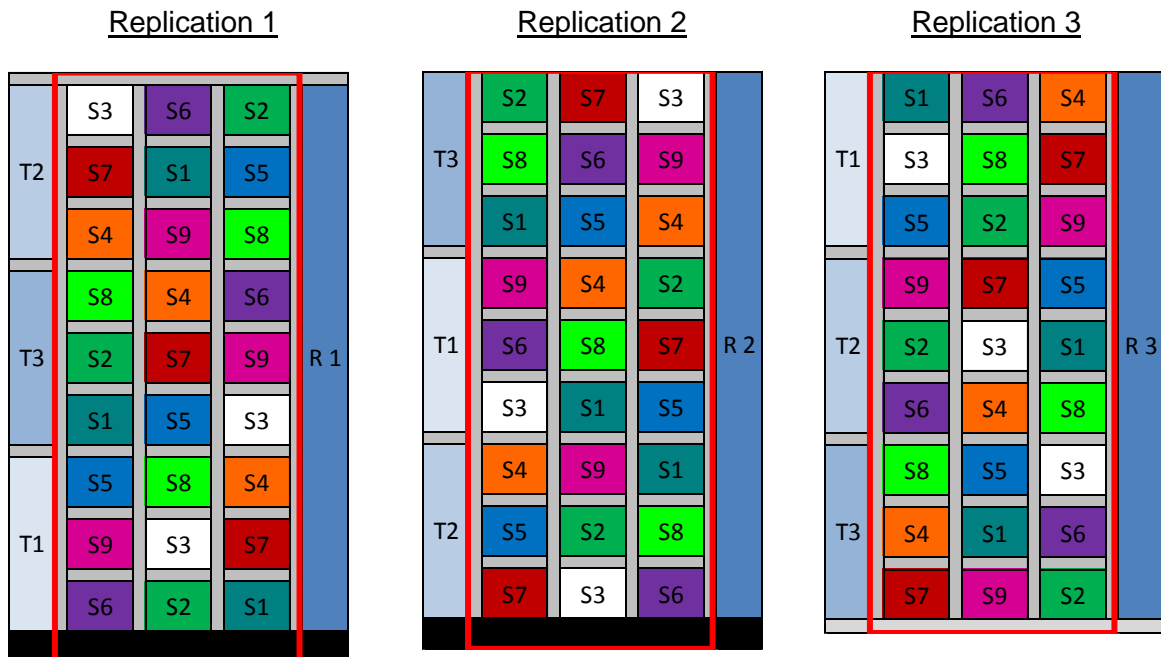 Replication 1 Replication 2 Replication 3
S3 S6 S2 S2 S7 S3 S1 S6 S4
T2 S7 S1 S5 T3 S8 S6 S9 T1 S3 S8 S7
S4 S9 S8 S1 S5 S4 S5 S2 S9
S8 S4 S6 S9 S4 S2 S9 S7 S5
T3 S2 S7 S9 R 1 T1 S6 S8 S7 R 2 T2 S2 S3 S1 R 3
S1 S5 S3 S3 S1 S5 S6 S4 S8
S5 S8 S4 S4 S9 S1 S8 S5 S3
T1 S9 S3 S7 T2 S5 S2 S8 T3 S4 S1 S6
S6 S2 S1 S7 S3 S6 S7 S9 S2